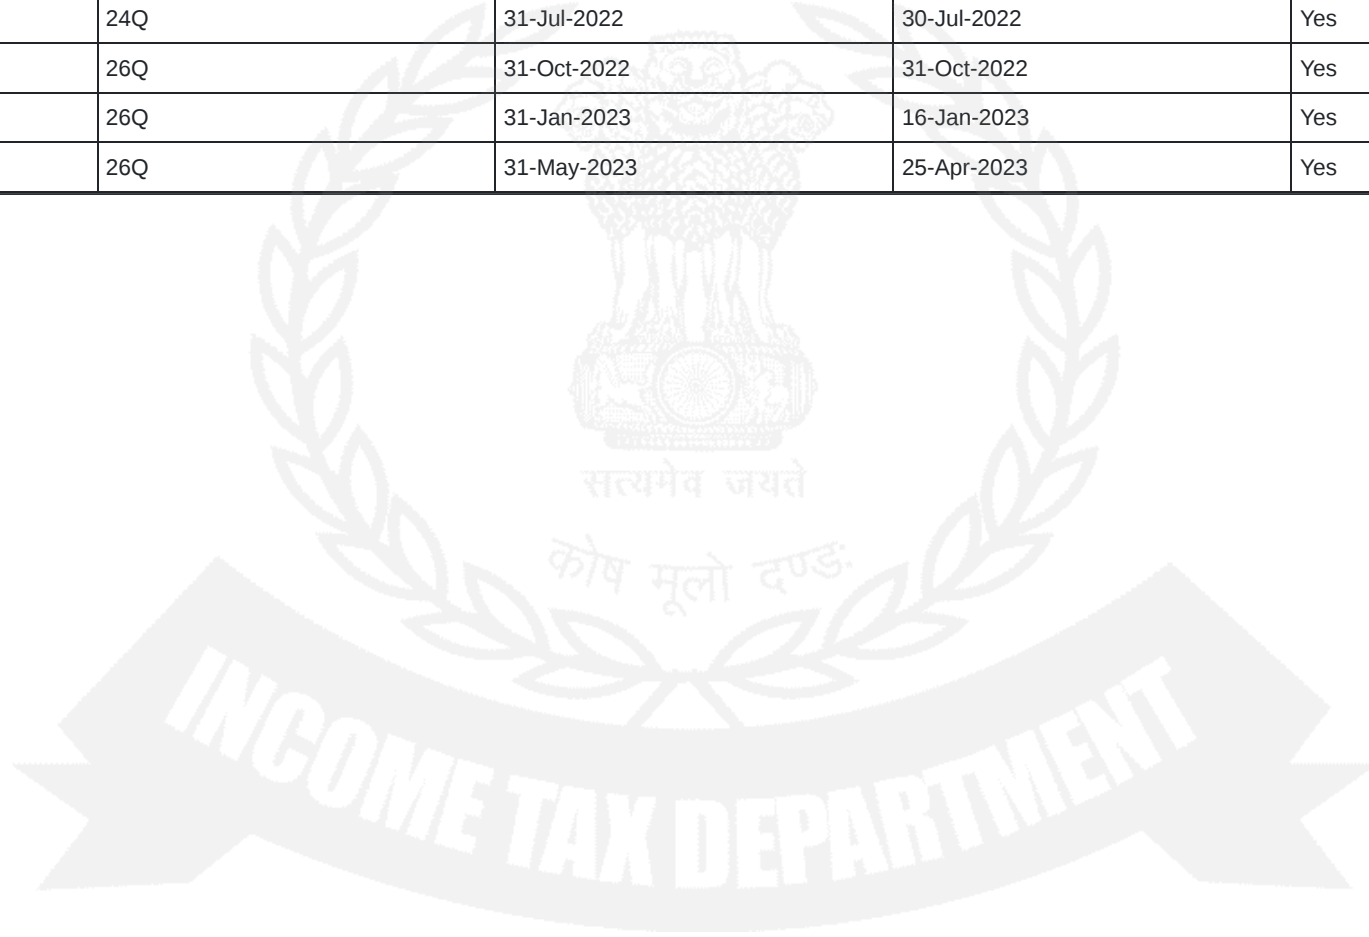 24Q 31-Jul-2022 30-Jul-2022 Yes
26Q 31-Oct-2022 31-Oct-2022 Yes
26Q 31-Jan-2023 16-Jan-2023 Yes
26Q 31-May-2023 25-Apr-2023 Yes
सत्यमेव जयते
कोष मूलो दण्डः
INCOME TAX DEPARTMENT